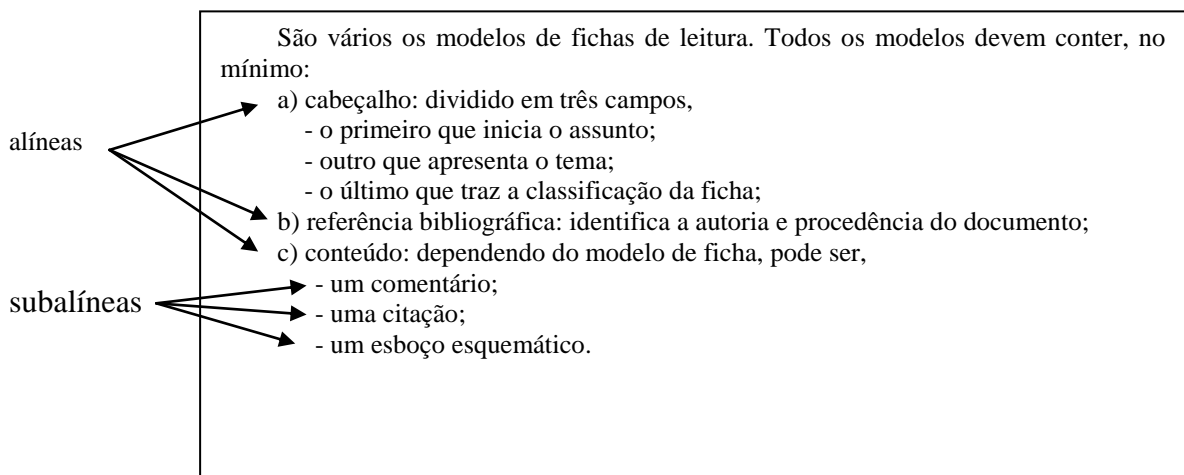 São vários os modelos de fichas de leitura. Todos os modelos devem conter, no
mínimo:
a) cabeçalho: dividido em três campos,
- o primeiro que inicia o assunto;
alíneas
- outro que apresenta o tema;
- o último que traz a classificação da ficha;
b) referência bibliográfica: identifica a autoria e procedência do documento;
c) conteúdo: dependendo do modelo de ficha, pode ser,
- um comentário;
subalíneas
- uma citação;
- um esboço esquemático.